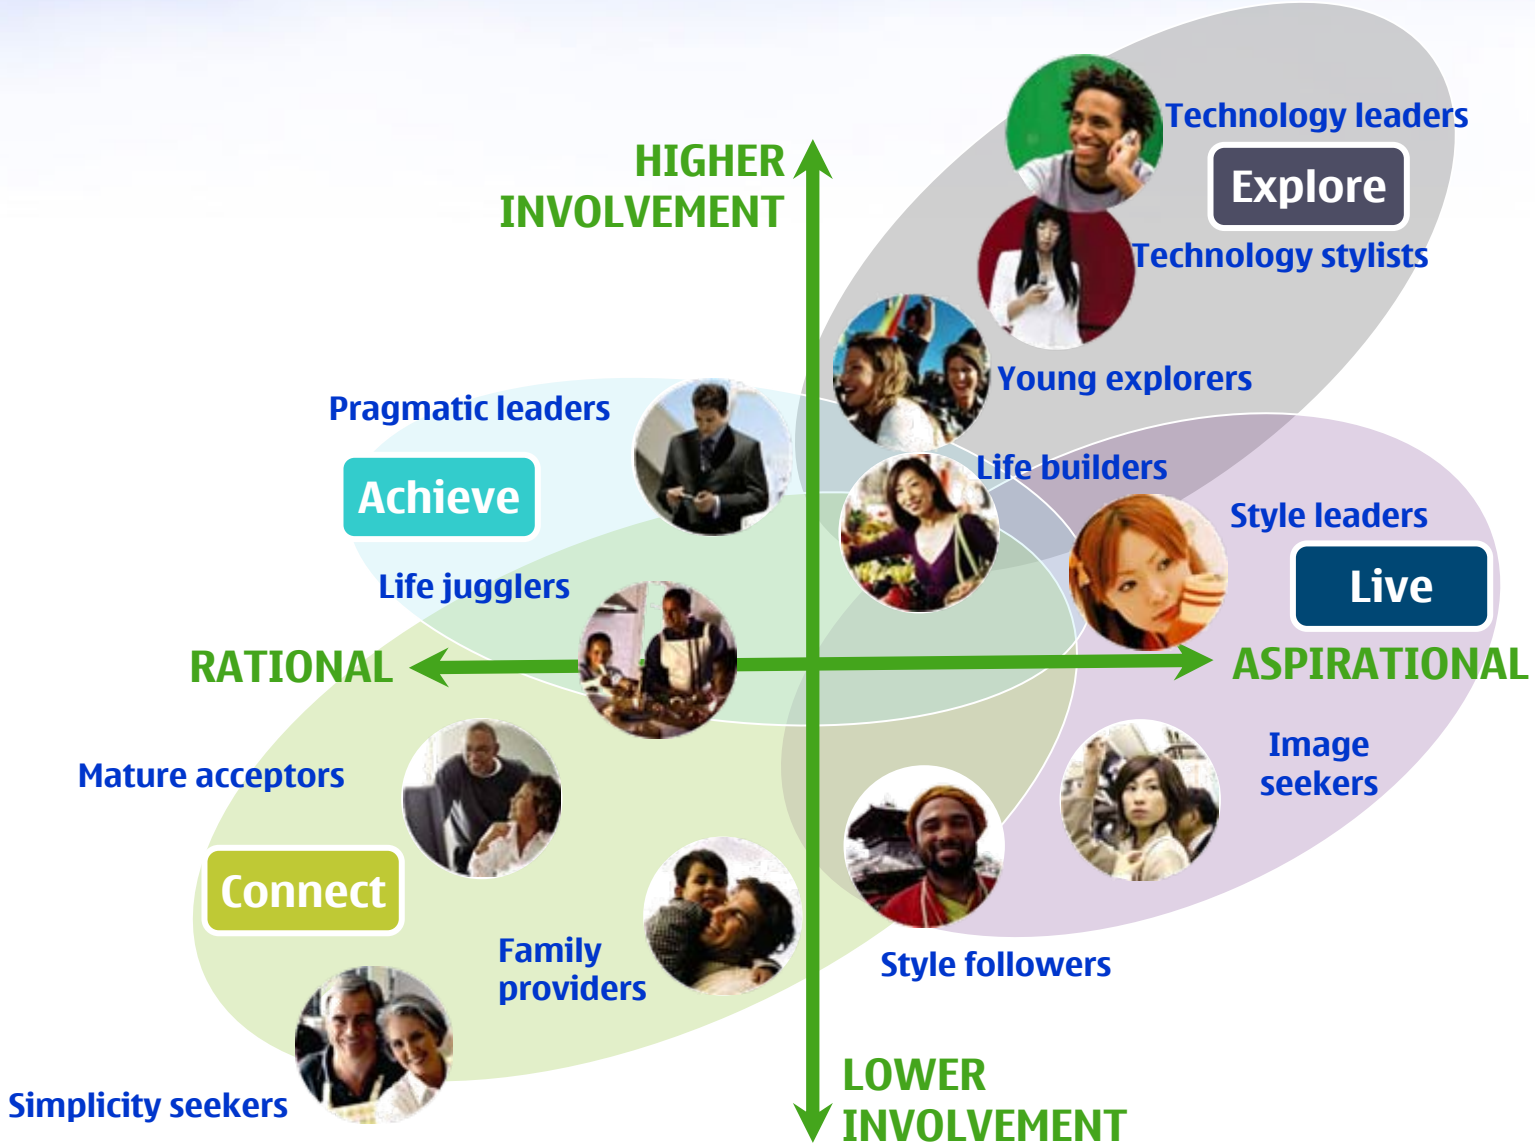 Technology leaders
HIGHER
INVOLVEMENT
Explore
Technology stylists
Young explorers
Pragmatic leaders
Life builders
Achieve
Style leaders
Life jugglers
Live
RATIONAL
ASPIRATIONAL
Image
seekers
Mature acceptors
Connect
Family
providers
Style followers
LOWER
INVOLVEMENT
Simplicity seekers